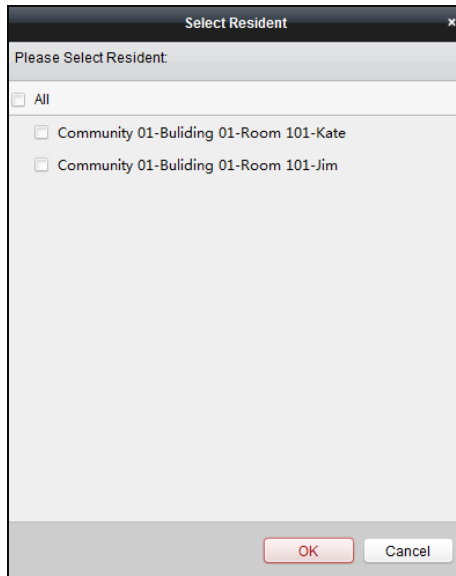 Select Resident ×
Please Select Resident:
All
Community 01-Buliding 01-Room 101-Kate
Community 01-Buliding 01-Room 101-Jim
OK Cancel